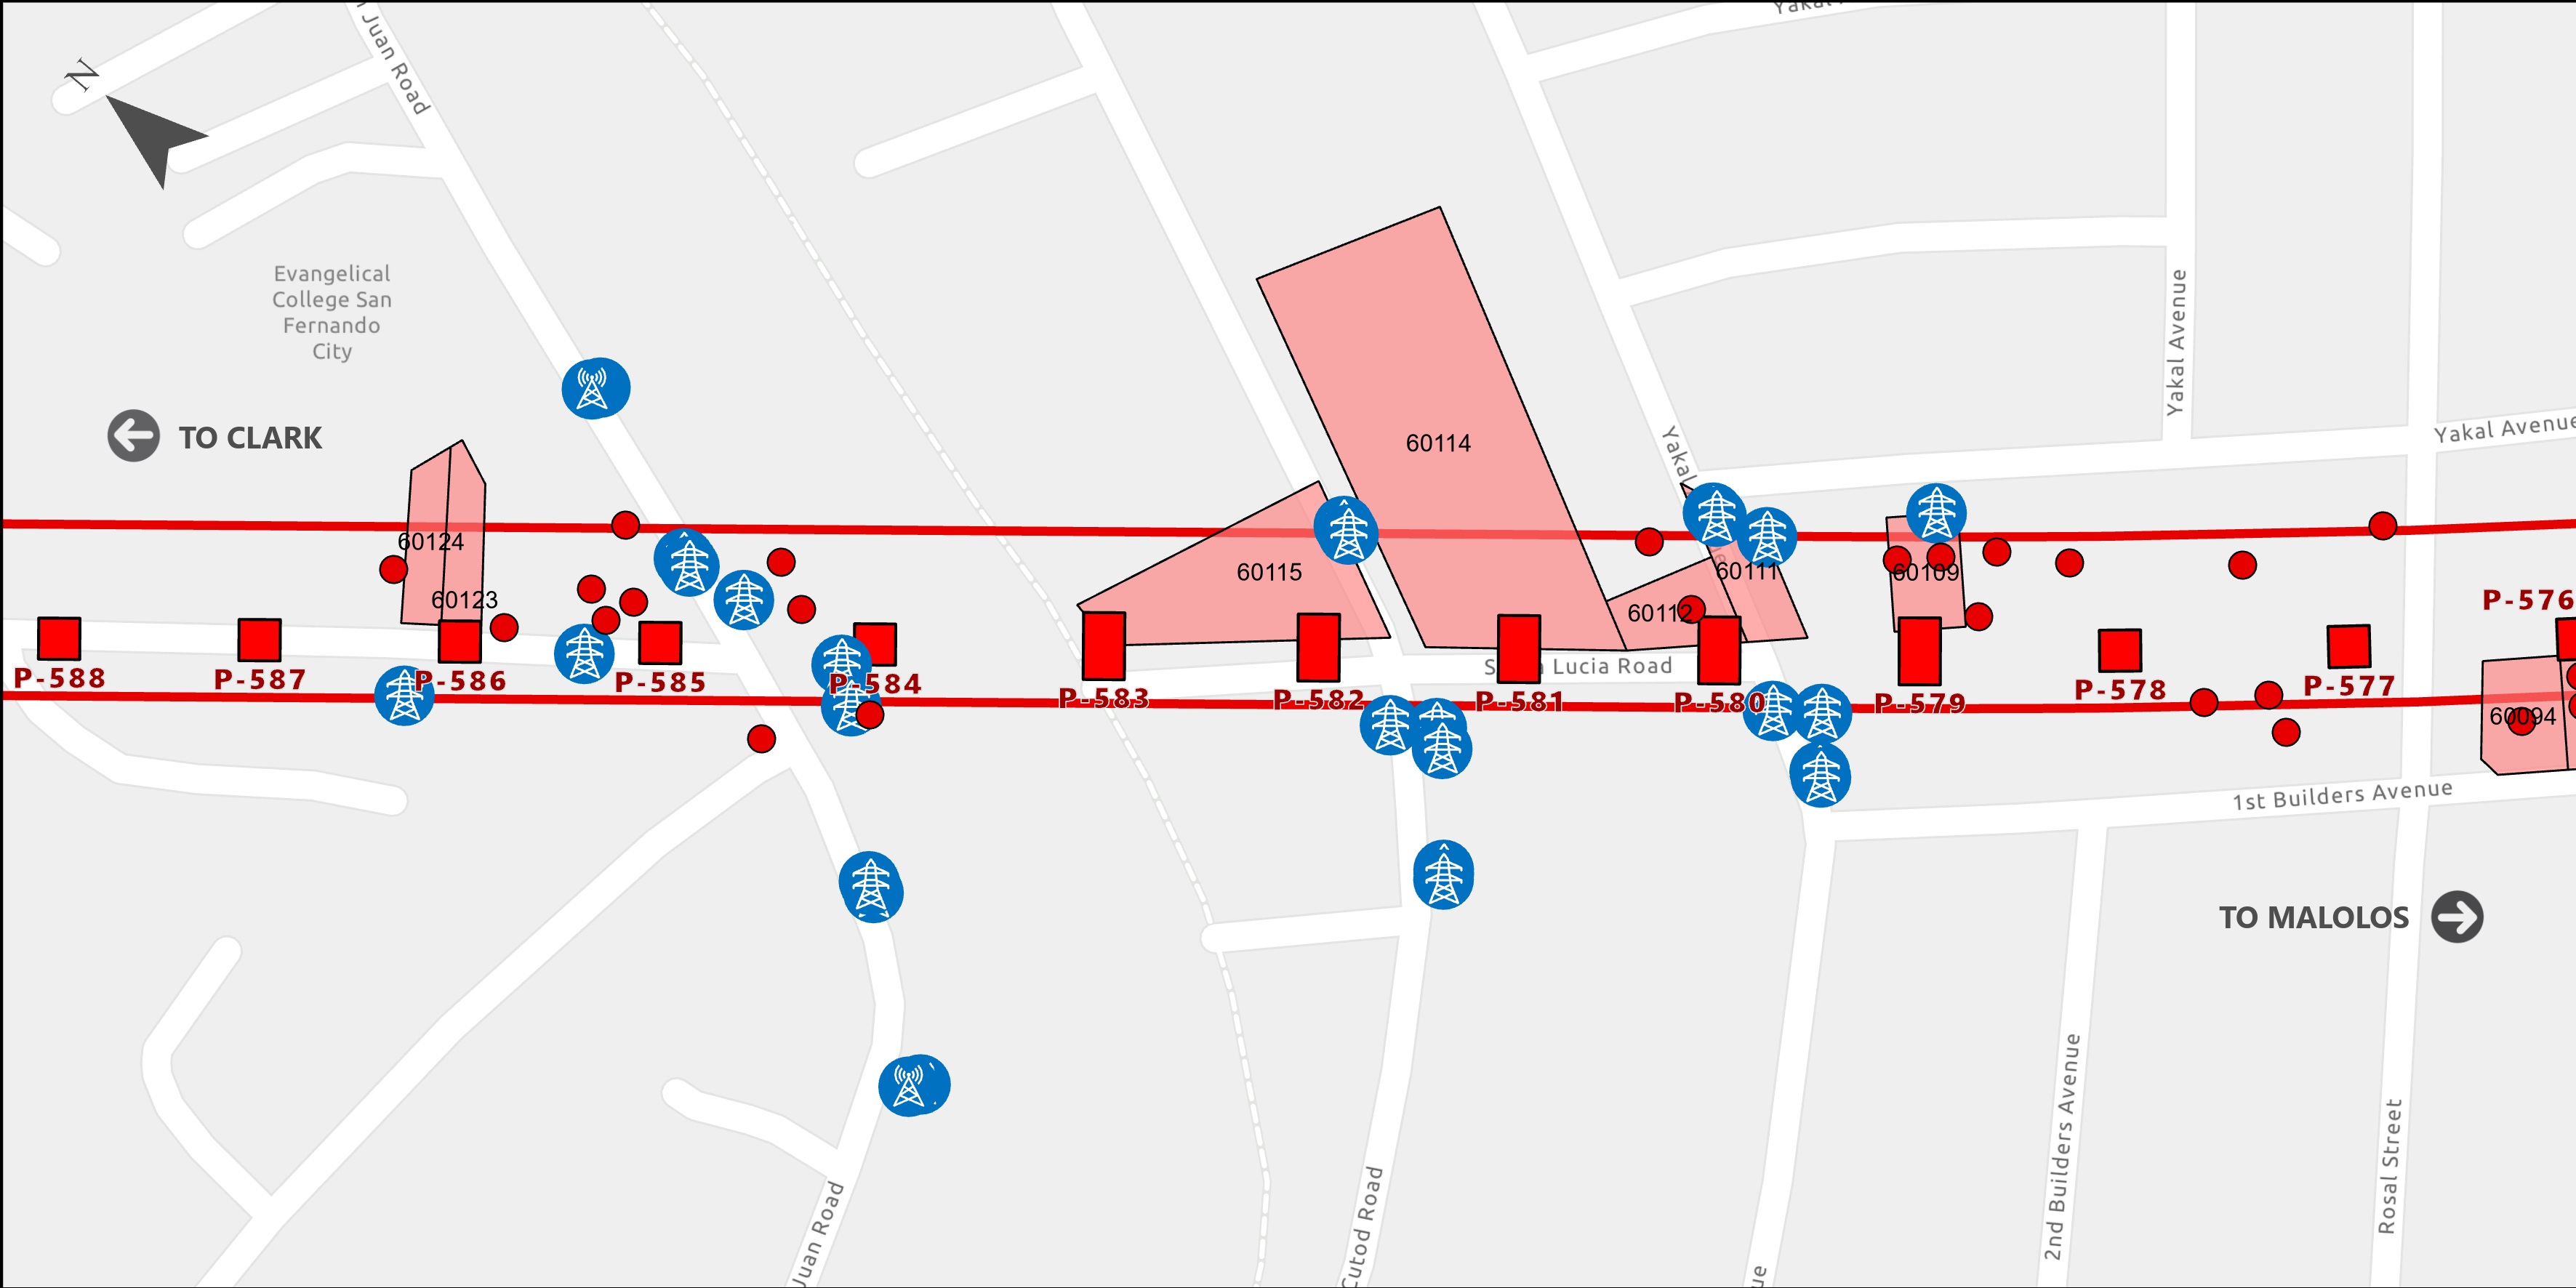 Yakal
N
Juan Road
Evangelical
College San
Fernando
City
Yakal Avenue
TO CLARK
Yakal Avenue
Yakal
60114
60124
60115
60111
60109
60123
60112
P-576
Lucia Road
P-588
P-587
P-586
P-585
P-584
P-583
P-582
P-581
P-580
P-579
P-578
P-577
60094
1st Builders Avenue
TO MALOLOS
2nd Builders Avenue
Rosal Street
Juan Road
Cutod Road
ue